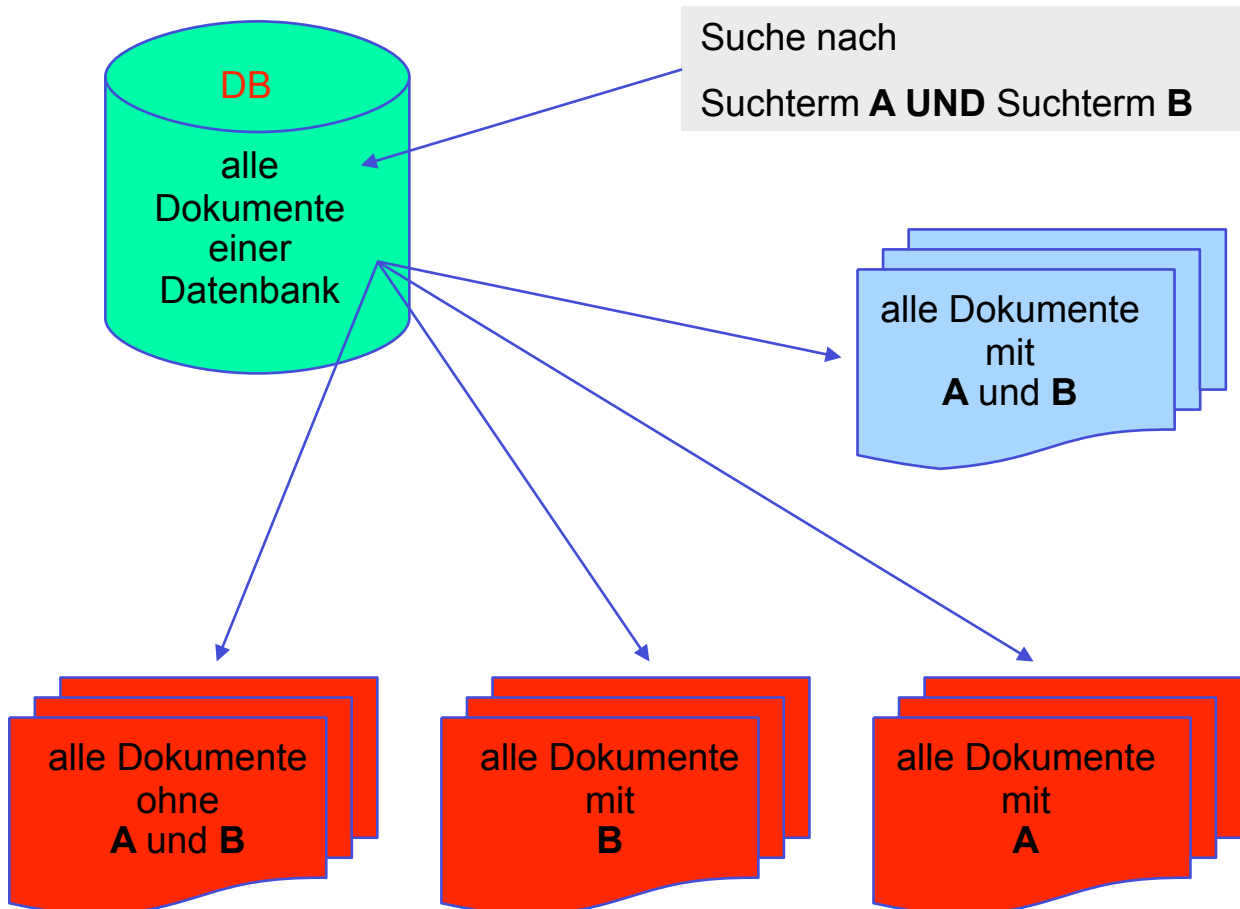 Suche nach
Suchterm A UND Suchterm B
DB
alle
Dokumente
einer
Datenbank
alle Dokumente
mit
A und B
alle Dokumente
ohne
A und B
alle Dokumente
mit
B
alle Dokumente
mit
A